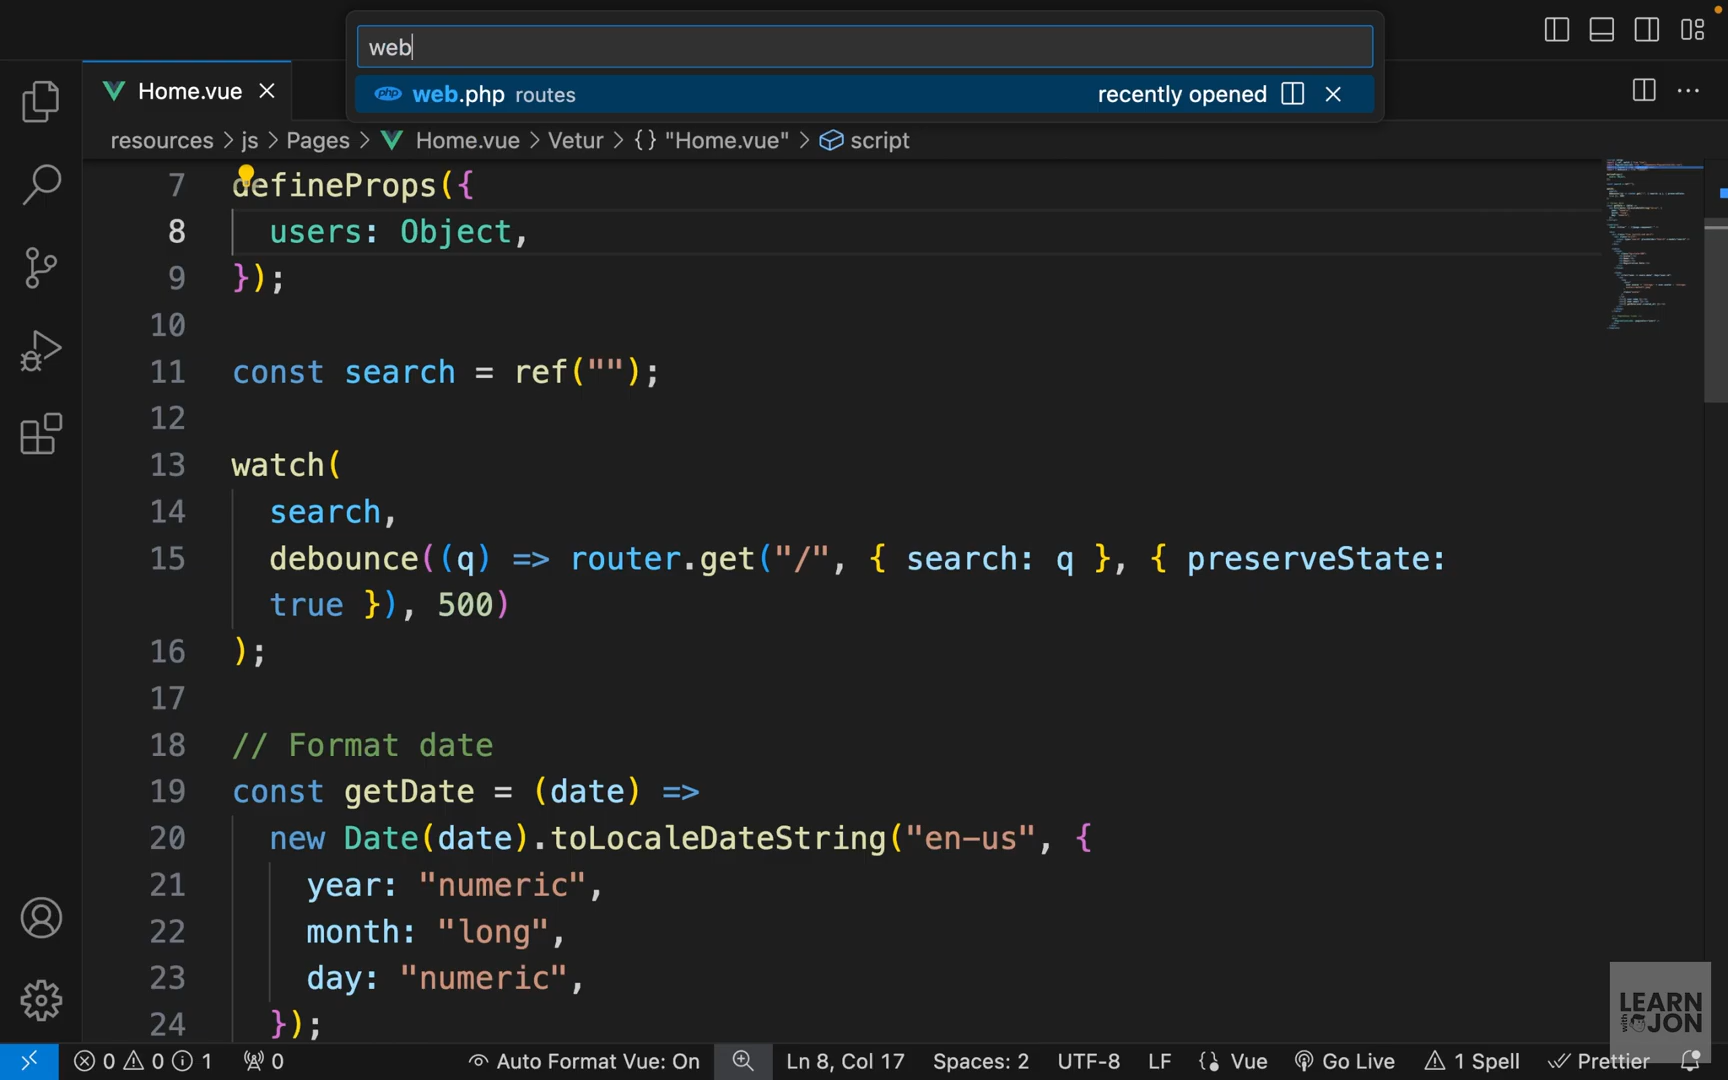 web
php web.php routes recently opened
Home.vue
resources > js > Pages > Home.vue > Vetur > {} "Home.vue" > script
7 defineProps({
8 users: Object,
9 });
10
11 const search = ref("");
12
13 watch(
14 search,
15 debounce((q) => router.get("/", { search: q }, { preserveState:
true }), 500)
16 );
17
18 // Format date
19 const getDate = (date) =>
20 new Date(date).toLocaleDateString("en-us", {
21 year: "numeric",
22 month: "long",
23 day: "numeric",
24 });
LEARN
with JON
0 0 1 0 Auto Format Vue: On Ln 8, Col 17 Spaces: 2 UTF-8 LF {} Vue Go Live 1 Spell Prettier